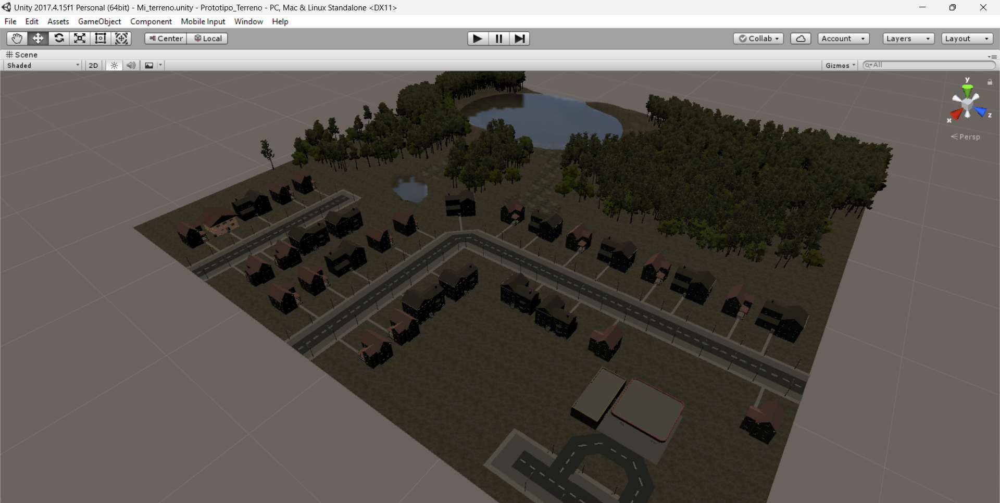 Unity 2017.4.15f1 Personal (64bit) - Mi_terreno.unity - Prototipo_Terreno - PC, Mac & Linux Standalone <DX11>
File Edit Assets GameObject Component Mobile Input Window Help
Center Local Collab Account Layers Layout
Scene
Shaded 2D Gizmos All
y
z
x
Persp